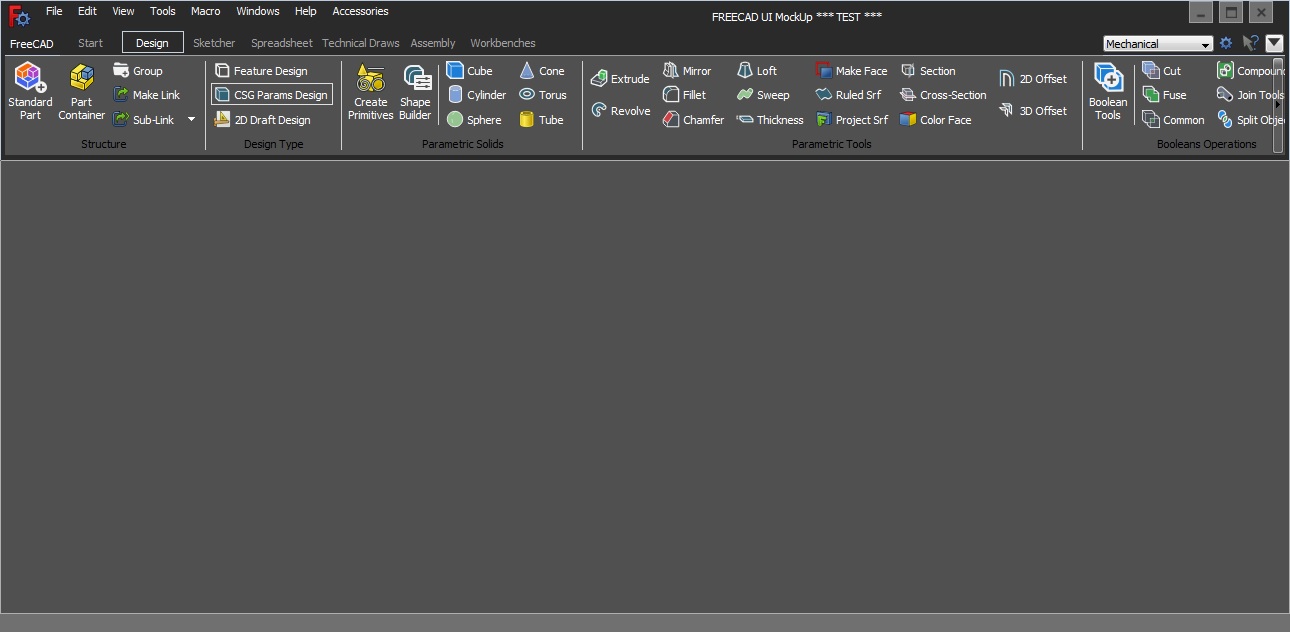 File Edit View Tools Macro Windows Help Accessories
FREECAD UI MockUp *** TEST ***
FreeCAD Start Design Sketcher Spreadsheet Technical Draws Assembly Workbenches
Mechanical
Standard Part
Part Container
Group
Make Link
Sub-Link
Structure
Feature Design
CSG Params Design
2D Draft Design
Design Type
Create Primitives
Shape Builder
Cube
Cylinder
Sphere
Cone
Torus
Tube
Parametric Solids
Extrude
Revolve
Mirror
Fillet
Chamfer
Loft
Sweep
Thickness
Make Face
Ruled Srf
Project Srf
Section
Cross-Section
Color Face
2D Offset
3D Offset
Parametric Tools
Boolean Tools
Cut
Fuse
Common
Compound
Join Tools
Split Obje
Booleans Operations